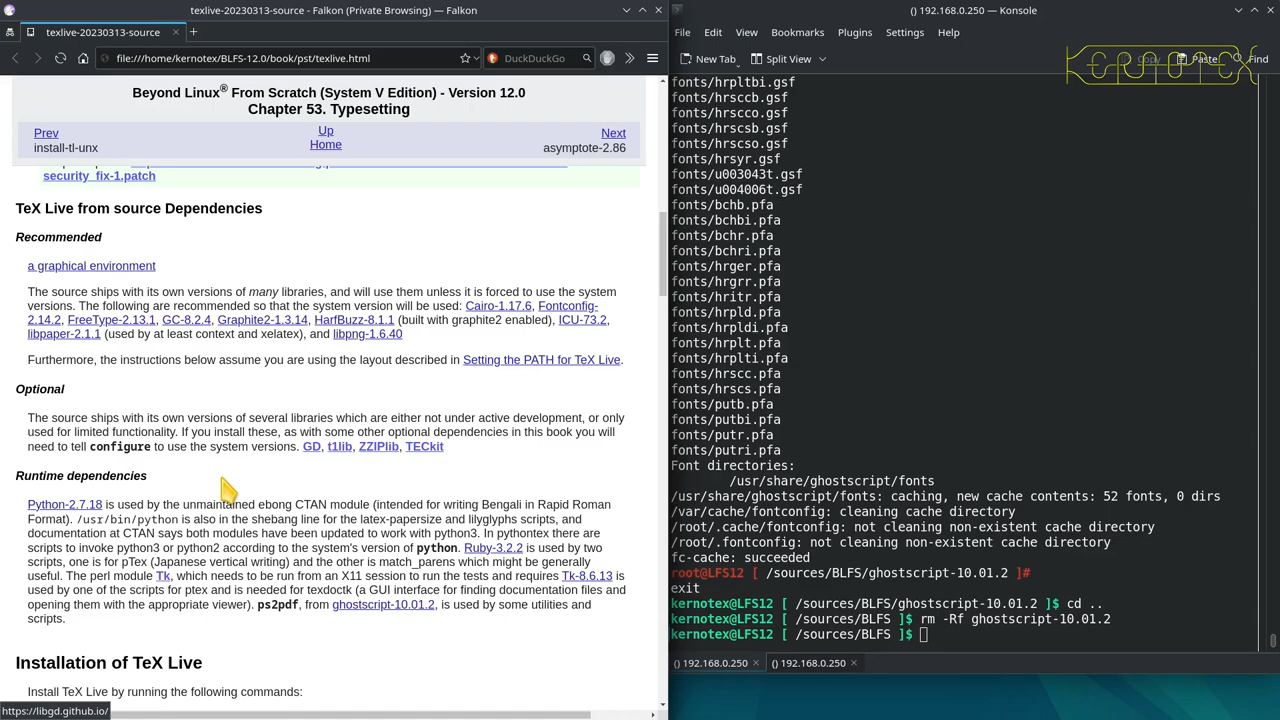 texlive-20230313-source - Falkon (Private Browsing) — Falkon
texlive-20230313-source
file:///home/kernotex/BLFS-12.0/book/pst/texlive.html
DuckDuckGo
Beyond Linux® From Scratch (System V Edition) - Version 12.0
Chapter 53. Typesetting
Prev
Up
Next
install-tl-unx
Home
asymptote-2.86
security_fix-1.patch
TeX Live from source Dependencies
Recommended
a graphical environment
The source ships with its own versions of many libraries, and will use them unless it is forced to use the system
versions. The following are recommended so that the system version will be used: Cairo-1.17.6, Fontconfig-
2.14.2, FreeType-2.13.1, GC-8.2.4, Graphite2-1.3.14, HarfBuzz-8.1.1 (built with graphite2 enabled), ICU-73.2,
libpaper-2.1.1 (used by at least context and xelatex), and libpng-1.6.40
Furthermore, the instructions below assume you are using the layout described in Setting the PATH for TeX Live.
Optional
The source ships with its own versions of several libraries which are either not under active development, or only
used for limited functionality. If you install these, as with some other optional dependencies in this book you will
need to tell configure to use the system versions. GD, t1lib, ZZIPlib, TECkit
Runtime dependencies
Python-2.7.18 is used by the unmaintained ebong CTAN module (intended for writing Bengali in Rapid Roman
Format). /usr/bin/python is also in the shebang line for the latex-papersize and lilyglyphs scripts, and
documentation at CTAN says both modules have been updated to work with python3. In pythontex there are
scripts to invoke python3 or python2 according to the system's version of python. Ruby-3.2.2 is used by two
scripts, one is for pTex (Japanese vertical writing) and the other is match_parens which might be generally
useful. The perl module Tk, which needs to be run from an X11 session to run the tests and requires Tk-8.6.13 is
used by one of the scripts for ptex and is needed for texdoctk (a GUI interface for finding documentation files and
opening them with the appropriate viewer). ps2pdf, from ghostscript-10.01.2, is used by some utilities and
scripts.
Installation of TeX Live
Install TeX Live by running the following commands:
https://libgd.github.io/
() 192.168.0.250 — Konsole
File Edit View Bookmarks Plugins Settings Help
New Tab Split View Copy Paste Find
KERNOTEX
fonts/hrpltbi.gsf
fonts/hrsccb.gsf
fonts/hrscco.gsf
fonts/hrscsb.gsf
fonts/hrscso.gsf
fonts/hrsyr.gsf
fonts/u003043t.gsf
fonts/u004006t.gsf
fonts/bchb.pfa
fonts/bchbi.pfa
fonts/bchr.pfa
fonts/bchri.pfa
fonts/hrger.pfa
fonts/hrgrr.pfa
fonts/hritr.pfa
fonts/hrpld.pfa
fonts/hrpldi.pfa
fonts/hrplt.pfa
fonts/hrplti.pfa
fonts/hrscc.pfa
fonts/hrscs.pfa
fonts/putb.pfa
fonts/putbi.pfa
fonts/putr.pfa
fonts/putri.pfa
Font directories:
/usr/share/ghostscript/fonts
/usr/share/ghostscript/fonts: caching, new cache contents: 52 fonts, 0 dirs
/var/cache/fontconfig: cleaning cache directory
/root/.cache/fontconfig: not cleaning non-existent cache directory
/root/.fontconfig: not cleaning non-existent cache directory
fc-cache: succeeded
root@LFS12 [ /sources/BLFS/ghostscript-10.01.2 ]#
exit
kernotex@LFS12 [ /sources/BLFS/ghostscript-10.01.2 ]$ cd ..
kernotex@LFS12 [ /sources/BLFS ]$ rm -Rf ghostscript-10.01.2
kernotex@LFS12 [ /sources/BLFS ]$
() 192.168.0.250
() 192.168.0.250